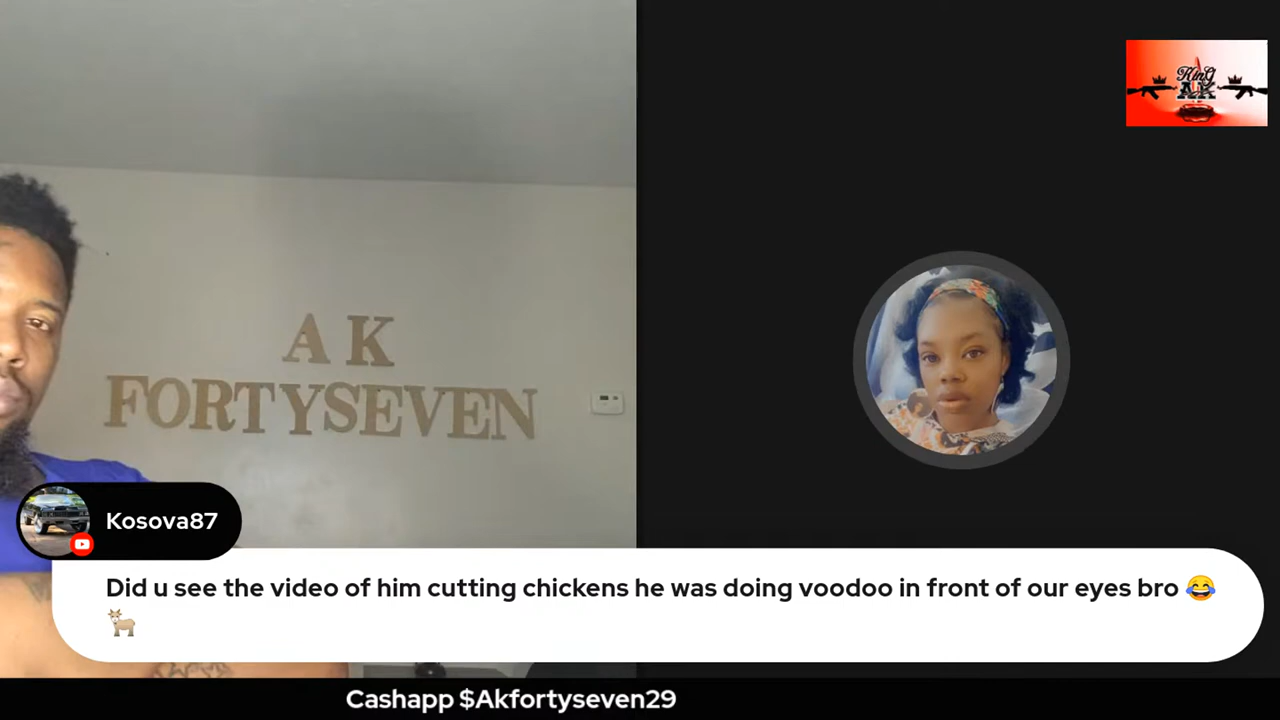 KinG
AK
A K
FORTYSEVEN
Kosova87
Did u see the video of him cutting chickens he was doing voodoo in front of our eyes bro 😂
🐐
Cashapp $Akfortyseven29